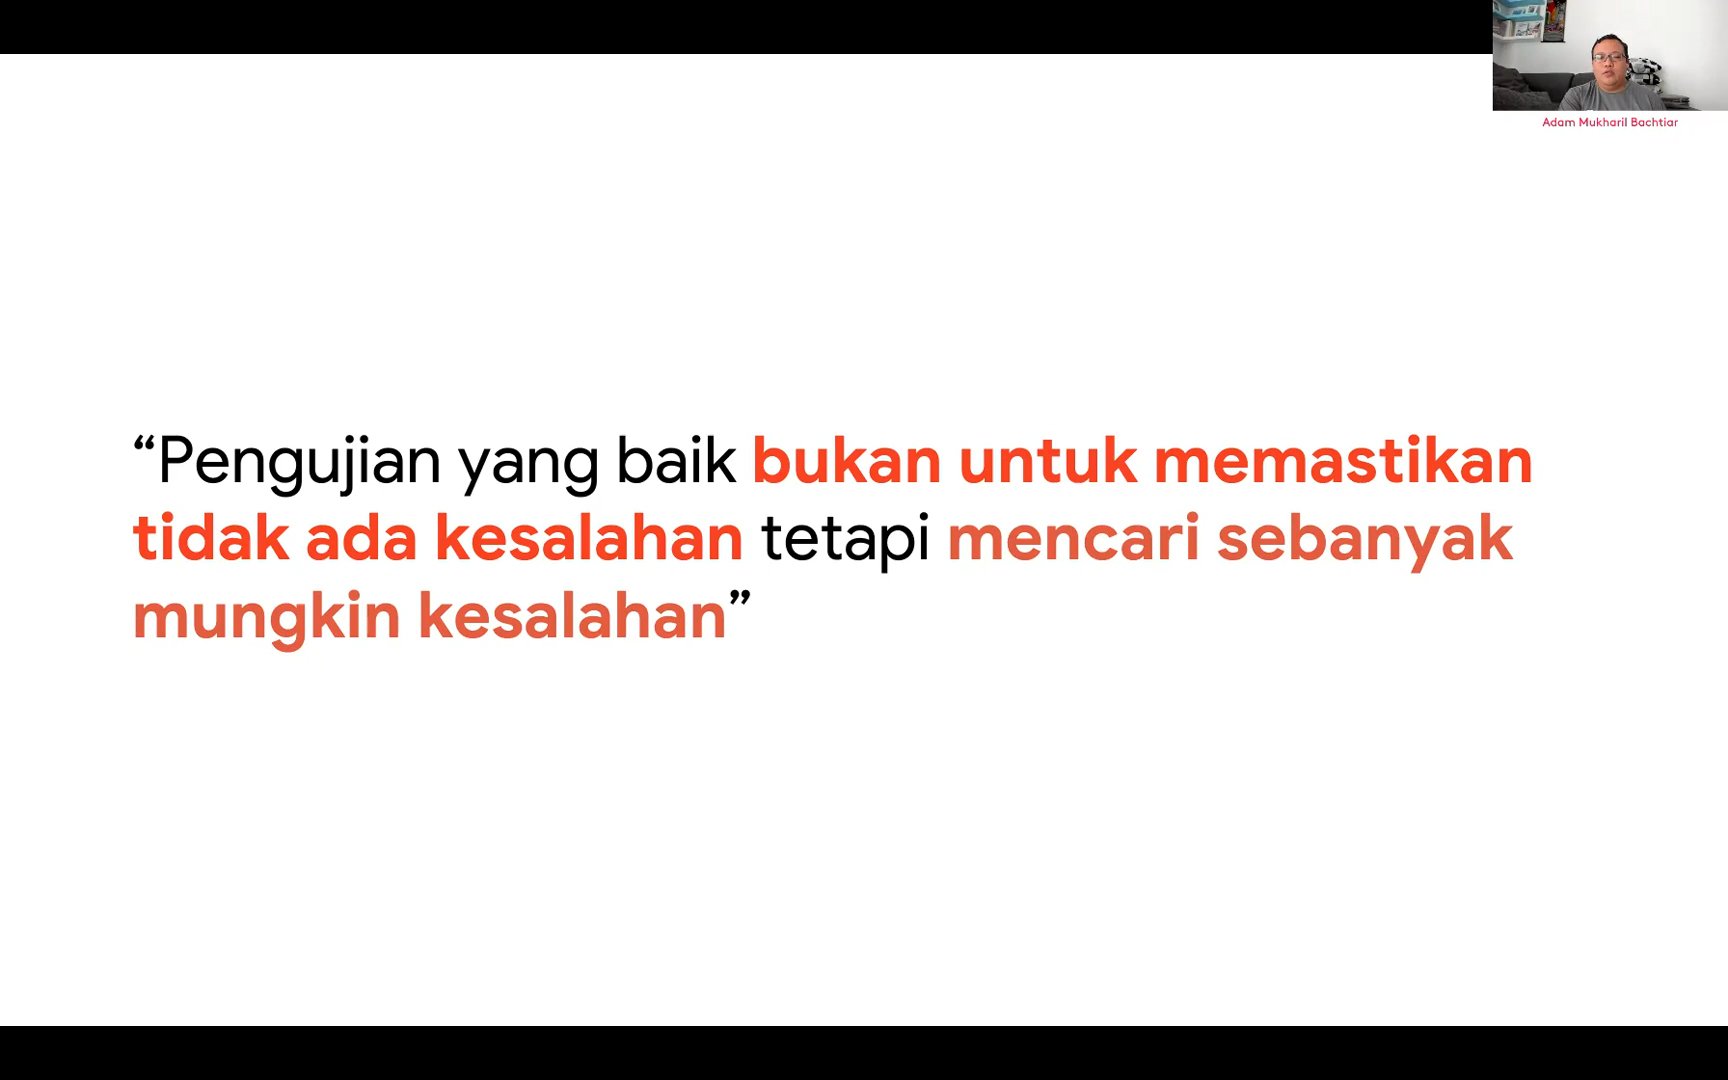 Adam Mukharil Bachtiar
“Pengujian yang baik bukan untuk memastikan
tidak ada kesalahan tetapi mencari sebanyak
mungkin kesalahan”